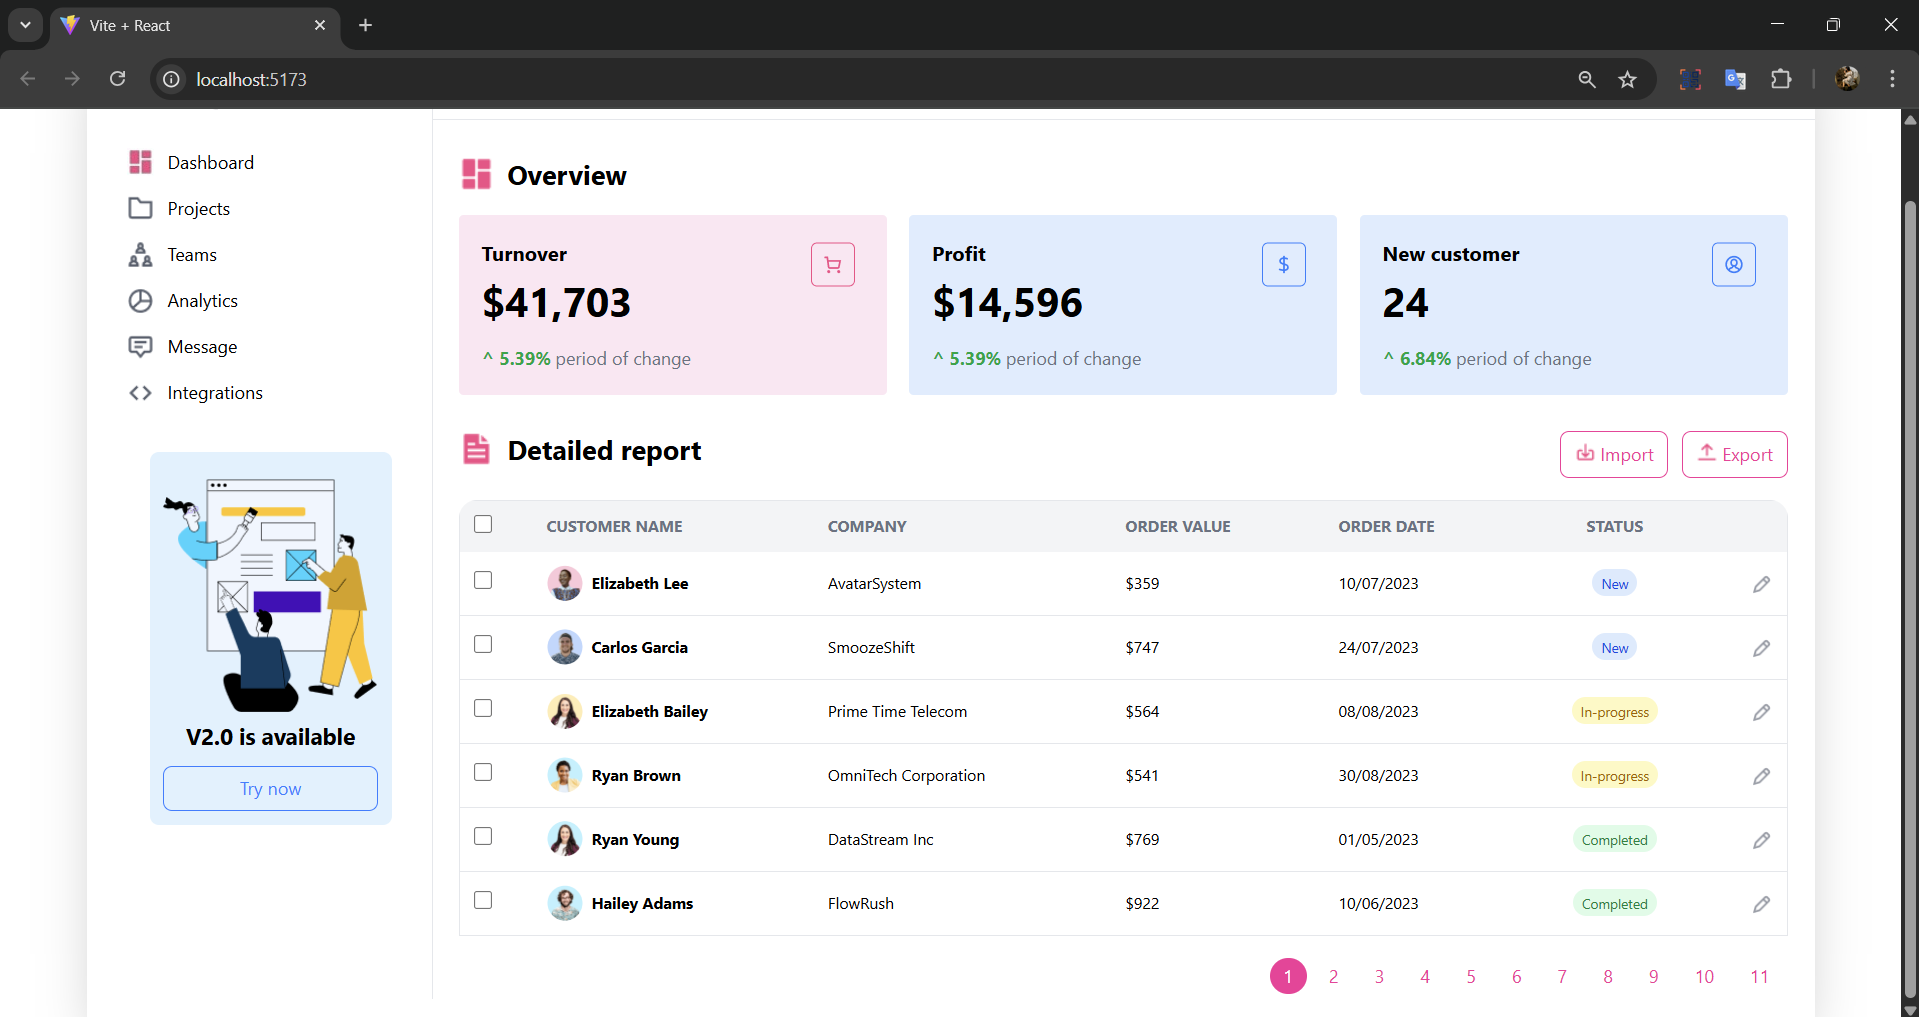 Vite + React
localhost:5173
Dashboard
Projects
Teams
Analytics
Message
Integrations
V2.0 is available
Try now
Overview
Turnover
$41,703
^ 5.39% period of change
Profit
$
$14,596
^ 5.39% period of change
New customer
24
^ 6.84% period of change
Detailed report
Import
Export
CUSTOMER NAME COMPANY ORDER VALUE ORDER DATE STATUS
Elizabeth Lee AvatarSystem $359 10/07/2023 New
Carlos Garcia SmoozeShift $747 24/07/2023 New
Elizabeth Bailey Prime Time Telecom $564 08/08/2023 In-progress
Ryan Brown OmniTech Corporation $541 30/08/2023 In-progress
Ryan Young DataStream Inc $769 01/05/2023 Completed
Hailey Adams FlowRush $922 10/06/2023 Completed
1 2 3 4 5 6 7 8 9 10 11